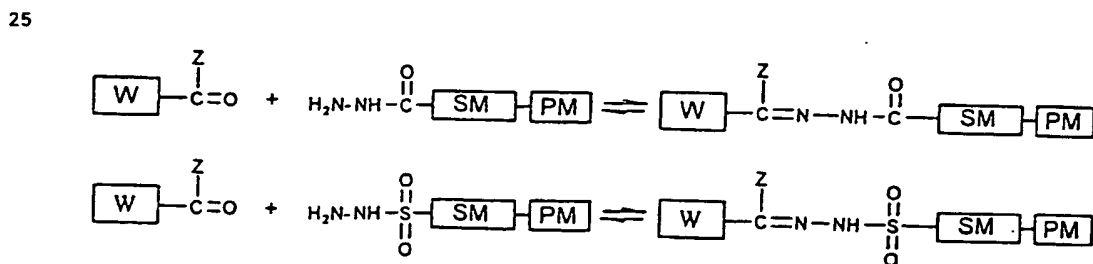 25
Z
W C=O + H₂N-NH O C SM PM ⇌ W Z C=N NH O C SM PM
Z
W C=O + H₂N-NH O S O SM PM ⇌ W Z C=N NH O S O SM PM